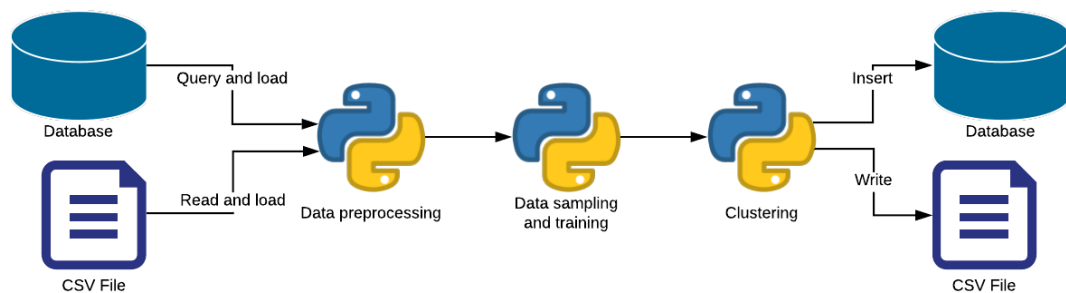 Query and load
Database
Read and load
CSV File
Data preprocessing
Data sampling
and training
Clustering
Insert
Database
Write
CSV File